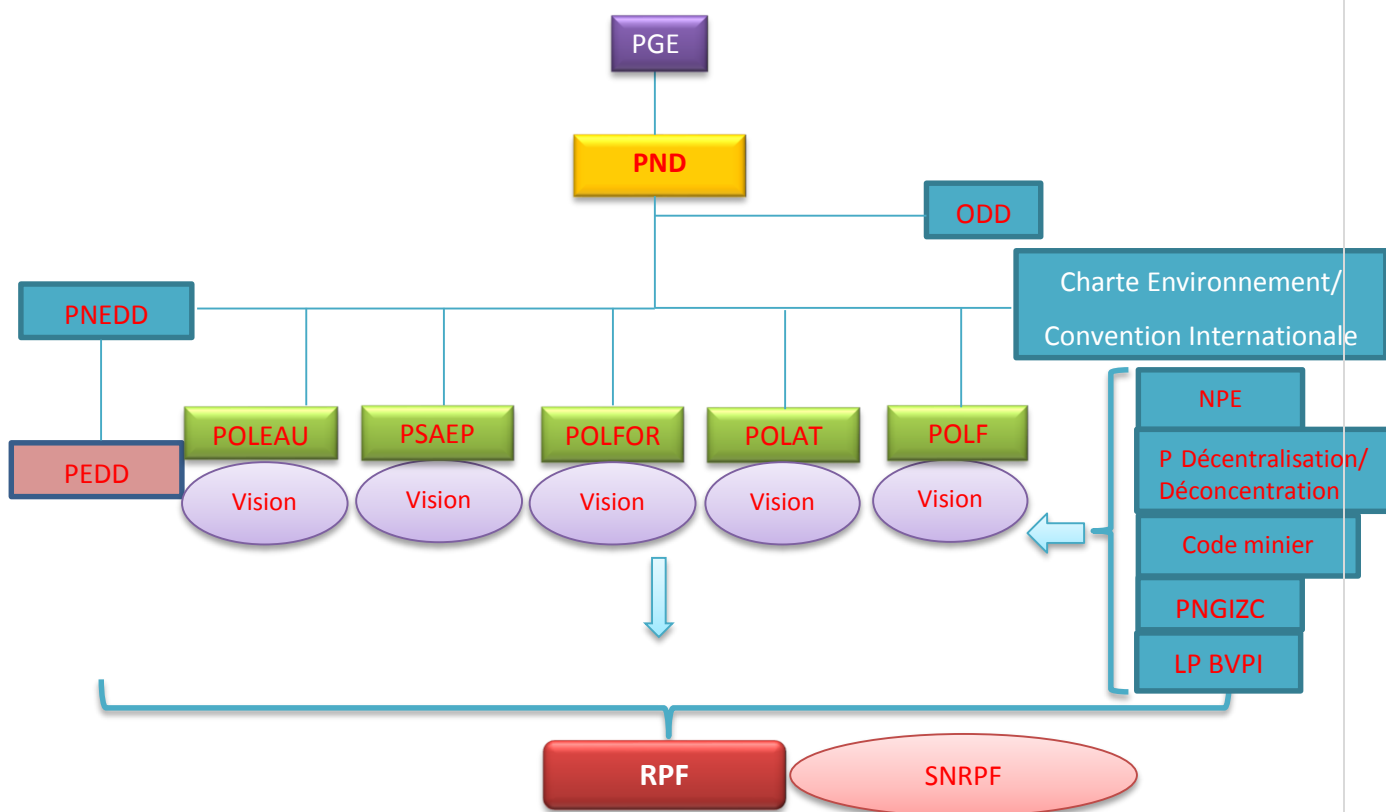 PGE
PND
ODD
Charte Environnement/
Convention Internationale
PNEDD
NPE
POLEAU
PSAEP
POLFOR
POLAT
POLF
PEDD
P Décentralisation/
Déconcentration
Vision
Vision
Vision
Vision
Vision
Code minier
PNGIZC
LP BVPI
RPF
SNRPF